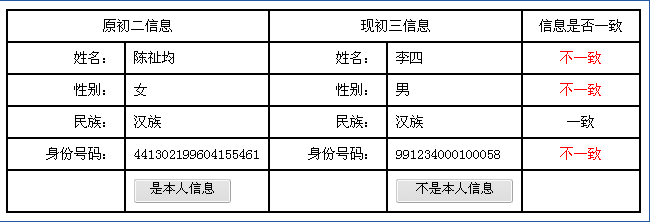 原初二信息 现初三信息 信息是否一致
姓名： 陈祉均 姓名： 李四 不一致
性别： 女 性别： 男 不一致
民族： 汉族 民族： 汉族 一致
身份号码： 441302199604155461 身份号码： 991234000100058 不一致
是本人信息 不是本人信息